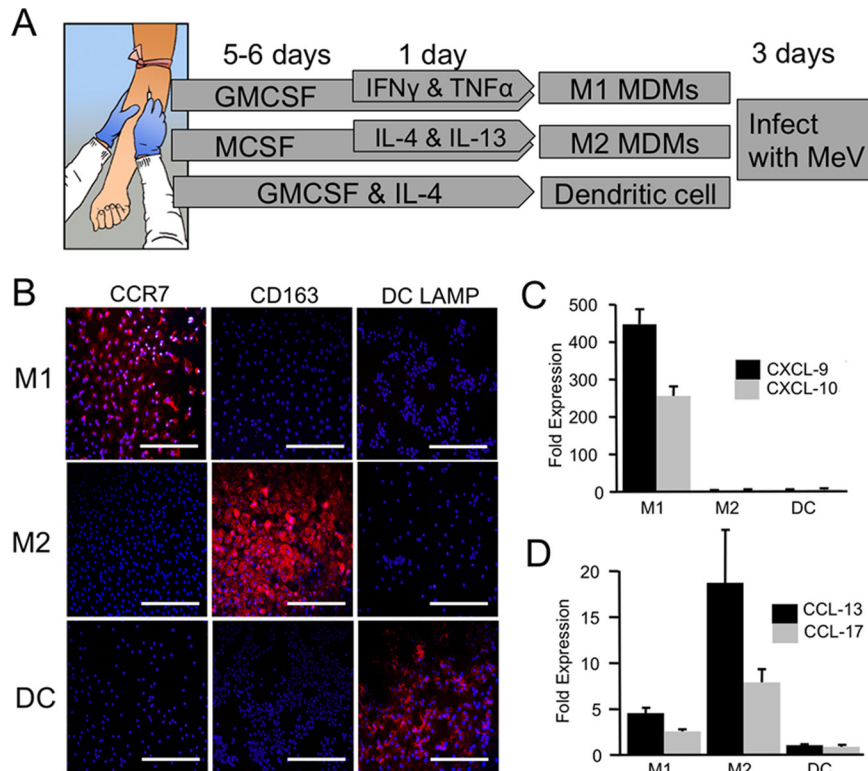 A
5-6 days 1 day 3 days
GMCSF IFNγ & TNFα M1 MDMs
MCSF IL-4 & IL-13 M2 MDMs
GMCSF & IL-4 Dendritic cell
Infect
with MeV
B
CCR7 CD163 DC LAMP
M1
M2
DC
C
Fold Expression
500
400
300
200
100
0
CXCL-9
CXCL-10
M1 M2 DC
D
Fold Expression
20
15
10
5
0
CCL-13
CCL-17
M1 M2 DC